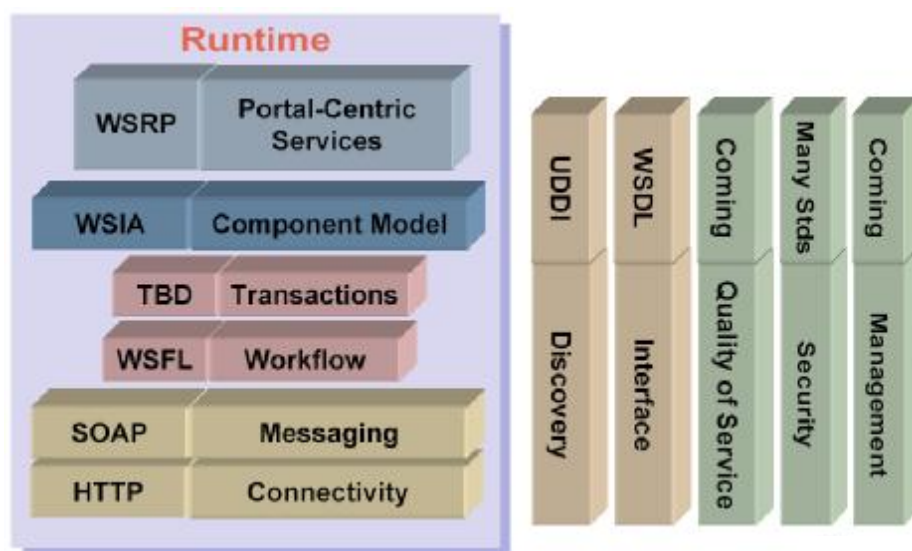 Runtime
WSRP
Portal-Centric
Services
WSIA
Component Model
TBD
Transactions
WSFL
Workflow
SOAP
Messaging
HTTP
Connectivity
UDDI
Discovery
WSDL
Interface
Coming
Quality of Service
Many Stds
Security
Coming
Management